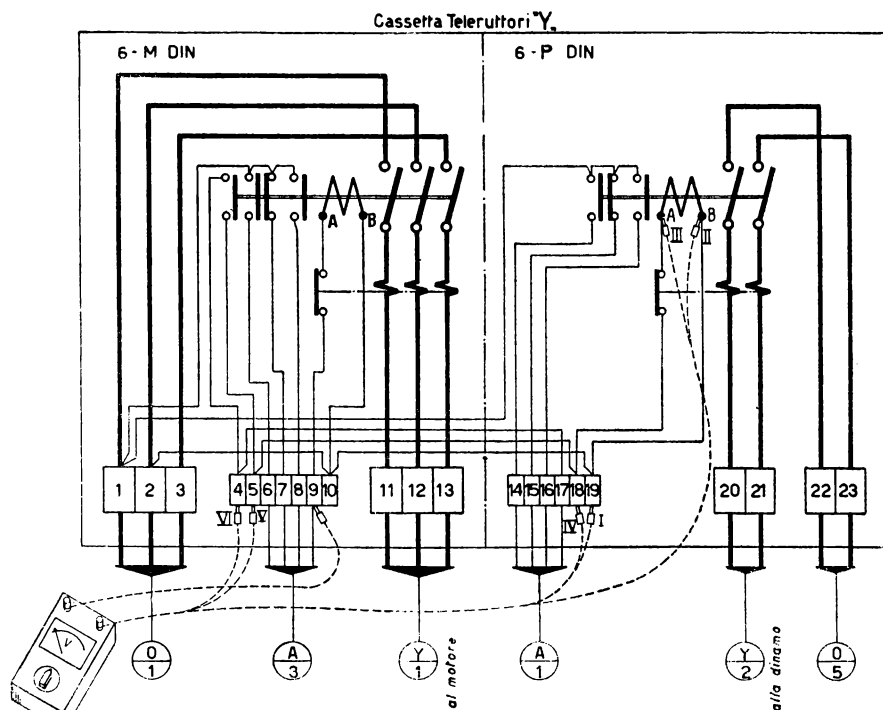 Cassetta Teleruttori "Y„
6-M DIN
6-P DIN
A B
A B
III II
1 2 3
4 5 6 7 8 9 10
11 12 13
14 15 16 17 18 19
20 21
22 23
VI V
IV I
V
O
1
A
3
Y
1
al motore
A
1
Y
2
alla dinamo
O
5